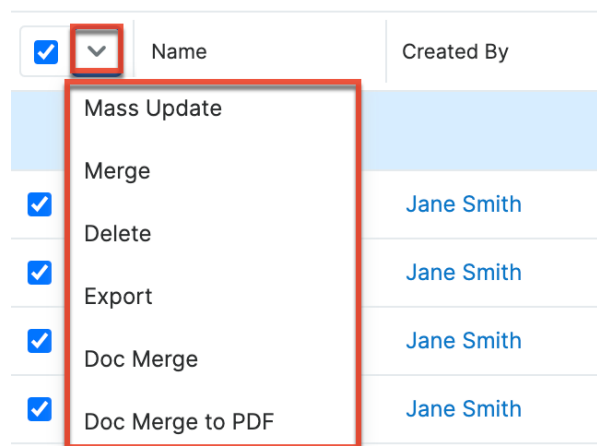 Name Created By
Mass Update
Merge
Jane Smith
Delete
Jane Smith
Export
Jane Smith
Doc Merge
Jane Smith
Doc Merge to PDF